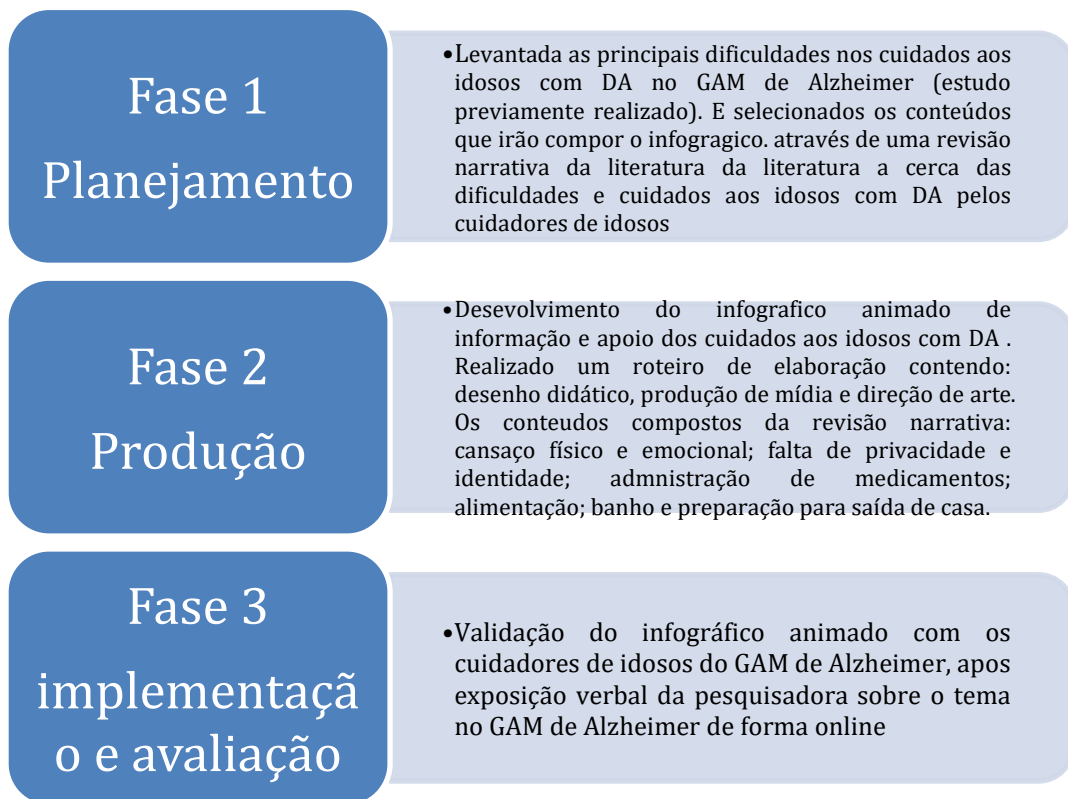 Fase 1
Planejamento
•Levantada as principais dificuldades nos cuidados aos
idosos com DA no GAM de Alzheimer (estudo
previamente realizado). E selecionados os conteúdos
que irão compor o infogragico. através de uma revisão
narrativa da literatura da literatura a cerca das
dificuldades e cuidados aos idosos com DA pelos
cuidadores de idosos
Fase 2
Produção
•Desevolvimento do infografico animado de
informação e apoio dos cuidados aos idosos com DA .
Realizado um roteiro de elaboração contendo:
desenho didático, produção de mídia e direção de arte.
Os conteudos compostos da revisão narrativa:
cansaço físico e emocional; falta de privacidade e
identidade; admnistração de medicamentos;
alimentação; banho e preparação para saída de casa.
Fase 3
implementaçã
o e avaliação
•Validação do infográfico animado com os
cuidadores de idosos do GAM de Alzheimer, apos
exposição verbal da pesquisadora sobre o tema
no GAM de Alzheimer de forma online